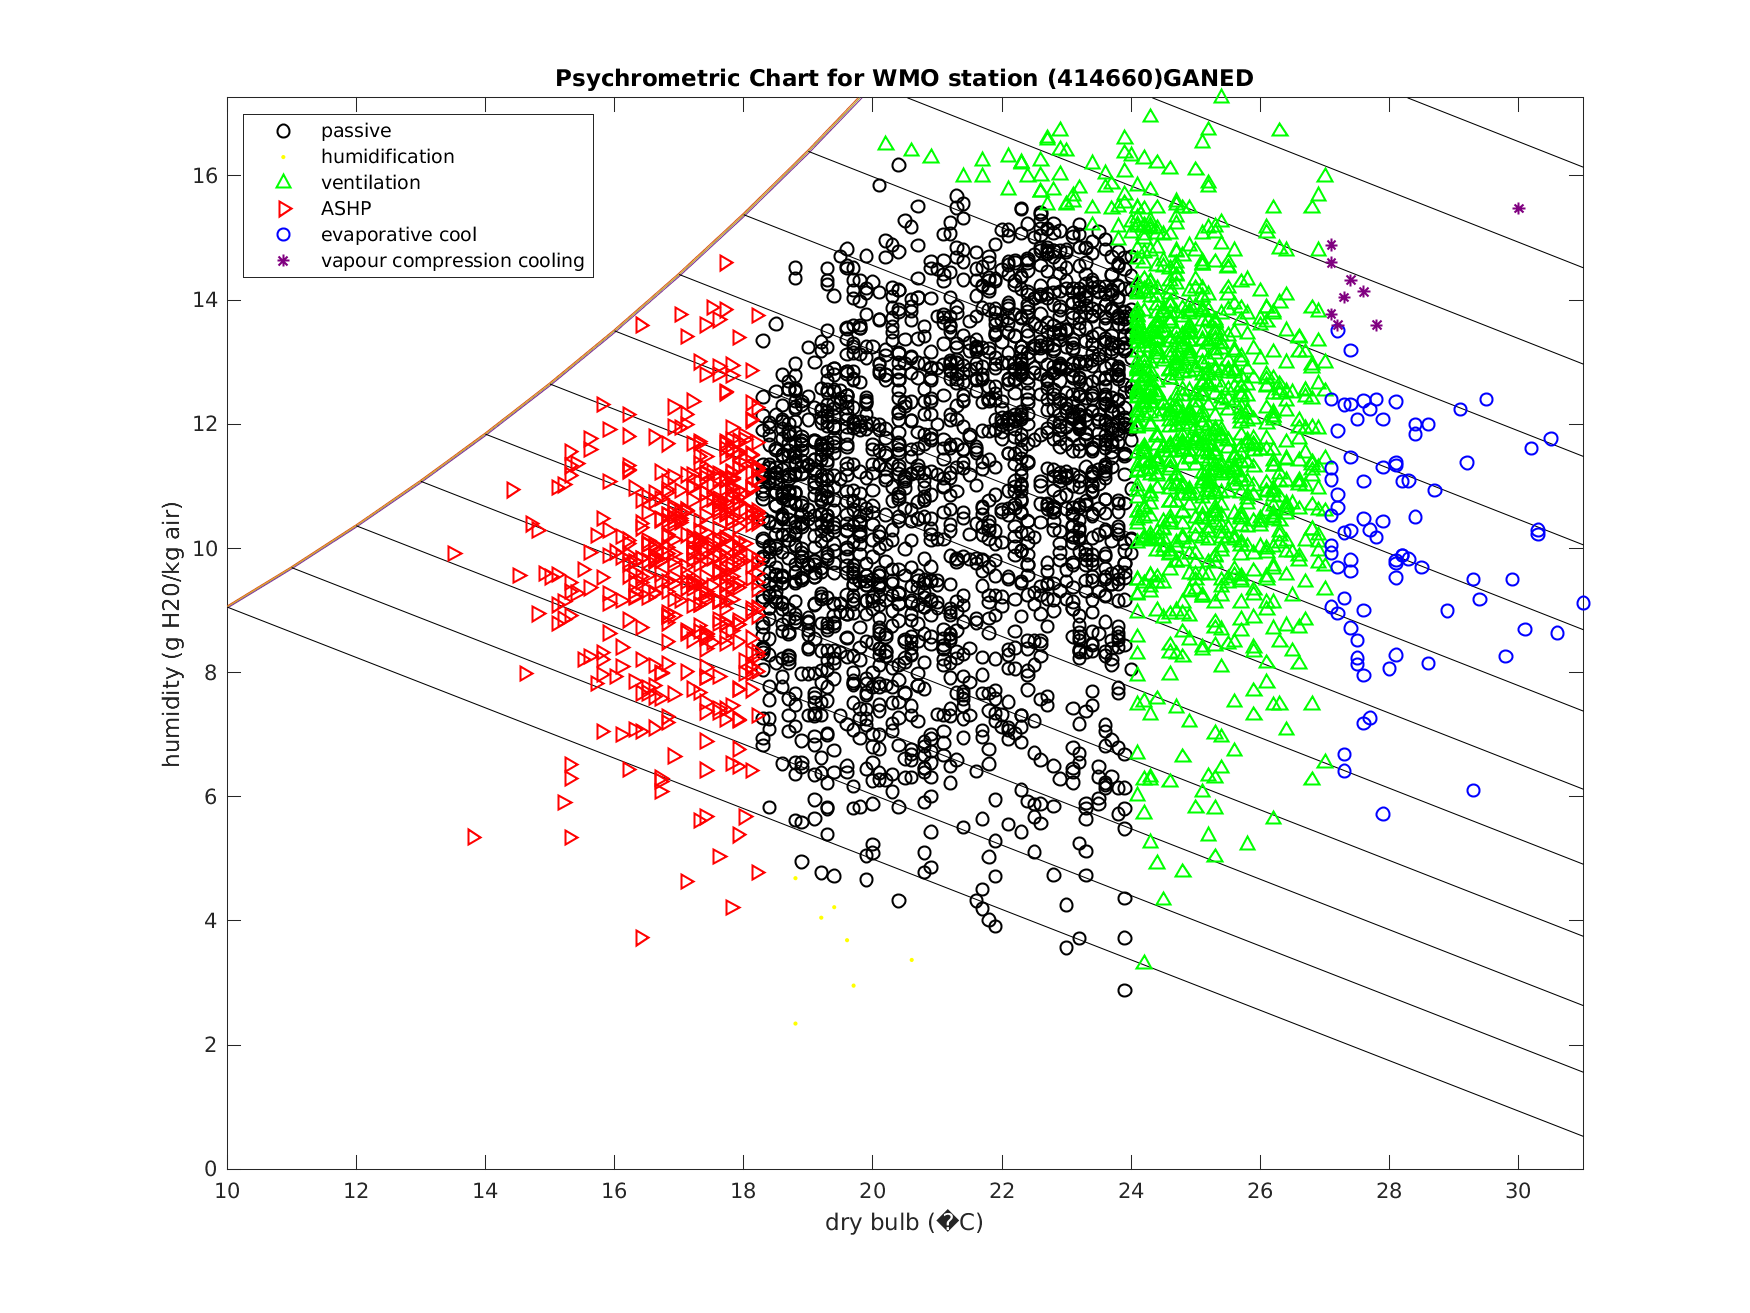 Psychrometric Chart for WMO station (414660)GANED
passive
humidification
ventilation
ASHP
evaporative cool
vapour compression cooling
humidity (g H20/kg air)
16
14
12
10
8
6
4
2
0
10 12 14 16 18 20 22 24 26 28 30
dry bulb (�C)